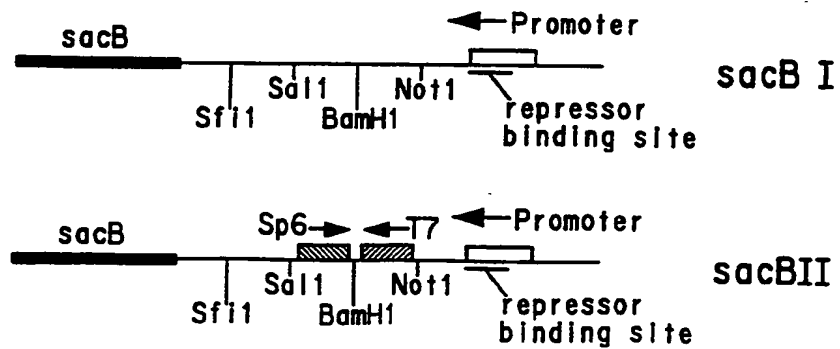 Promoter
sacB
sacB I
Sal1
Not1
Sfi1
BamH1
repressor
binding site
Sp6
T7
Promoter
sacB
sacBII
Sal1
Not1
Sfi1
BamH1
repressor
binding site